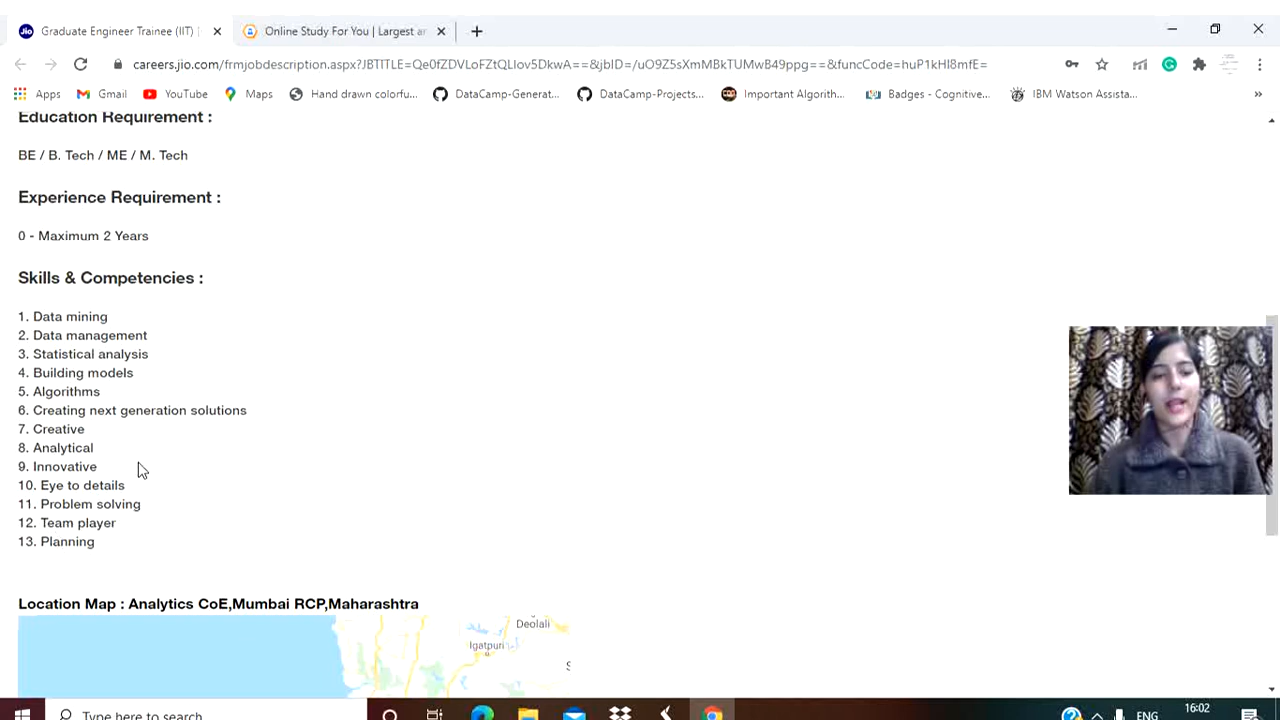 Jio Graduate Engineer Trainee (IIT) |
Online Study For You | Largest ar
careers.jio.com/frmjobdescription.aspx?JBTITLE=Qe0fZDVLoFZtQLIor5DkwA==&jbID=/uO9Z5sXmMBkTUMwB49ppg==&funCode=huP1kHl8mfE=
Apps
Gmail
YouTube
Maps
Hand drawn colorfu...
DataCamp-Generat...
DataCamp-Projects...
Important Algorith...
Badges - Cognitive...
IBM Watson Assista...
Education Requirement :
BE / B. Tech / ME / M. Tech
Experience Requirement :
0 - Maximum 2 Years
Skills & Competencies :
1. Data mining
2. Data management
3. Statistical analysis
4. Building models
5. Algorithms
6. Creating next generation solutions
7. Creative
8. Analytical
9. Innovative
10. Eye to details
11. Problem solving
12. Team player
13. Planning
Location Map : Analytics CoE,Mumbai RCP,Maharashtra
Deolali
Igatpuri
Type here to search
ENG
16:02